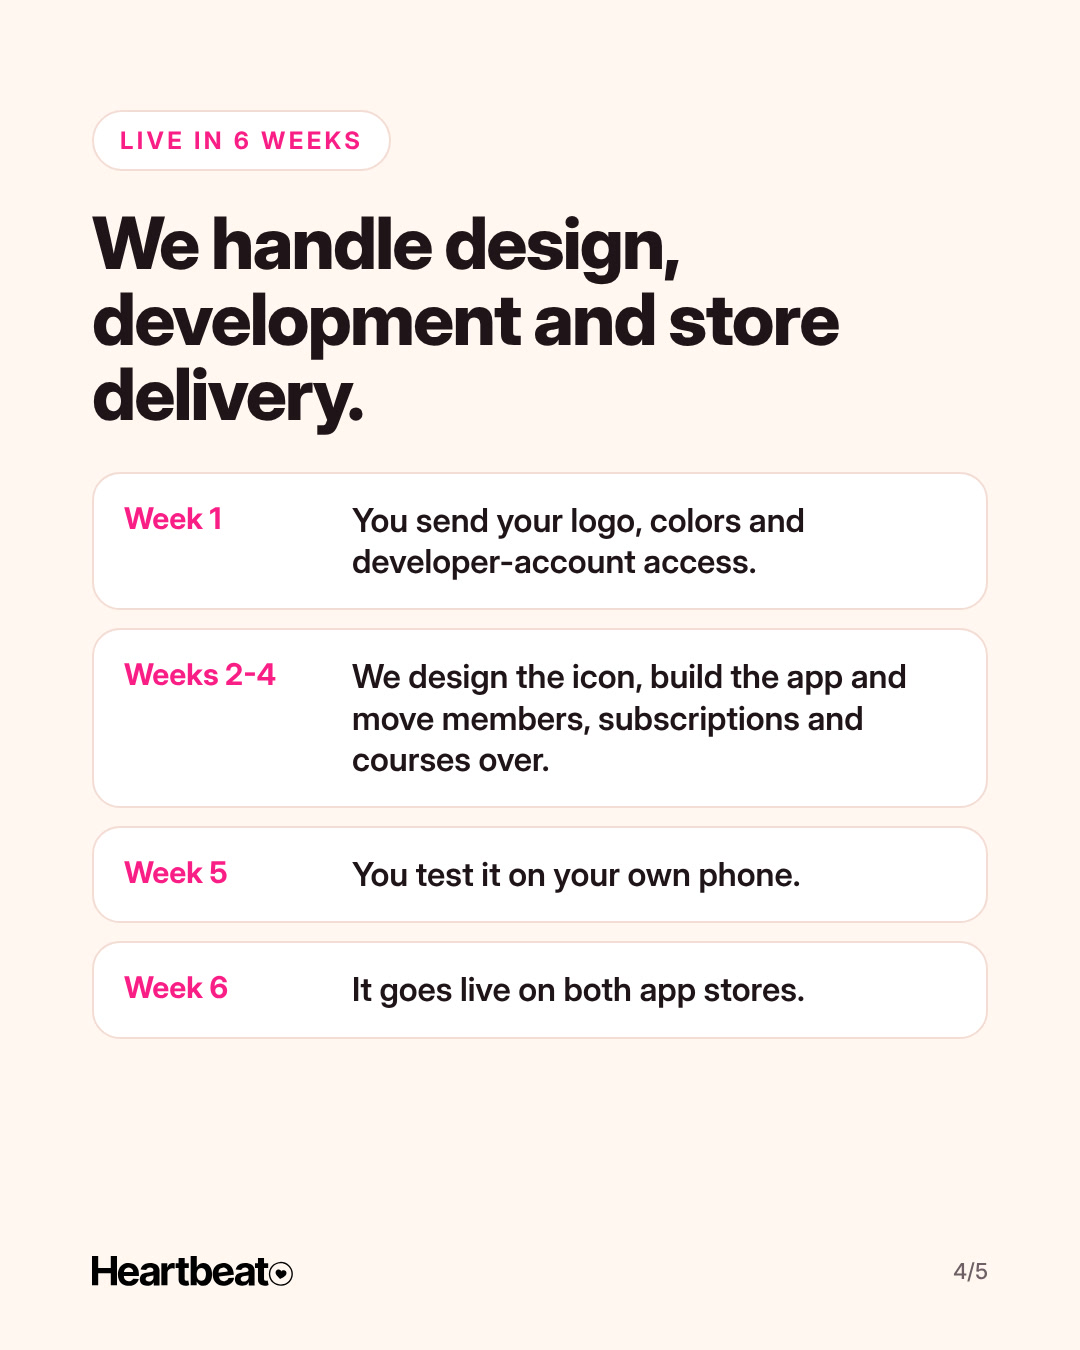 LIVE IN 6 WEEKS
We handle design,
development and store
delivery.
Week 1
You send your logo, colors and
developer-account access.
Weeks 2-4
We design the icon, build the app and
move members, subscriptions and
courses over.
Week 5
You test it on your own phone.
Week 6
It goes live on both app stores.
Heartbeat
4/5